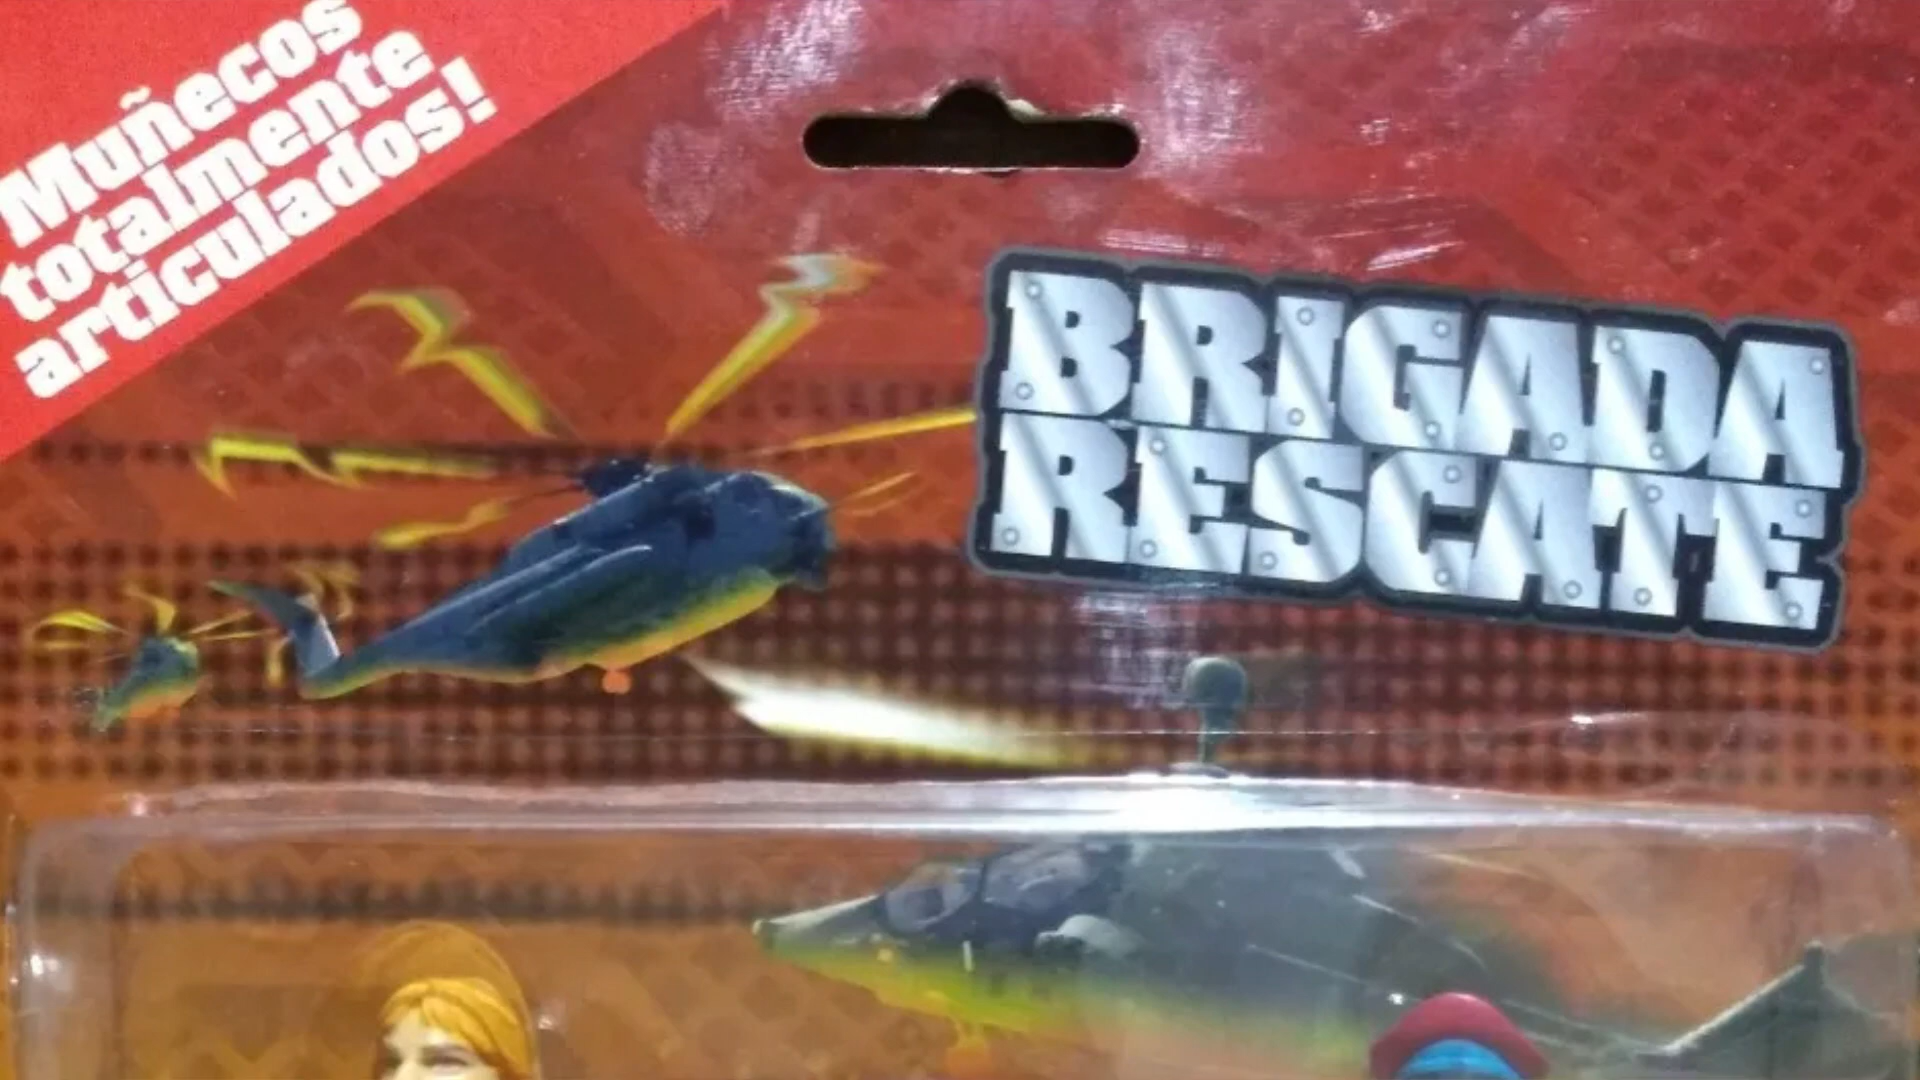 Muñecos
totalmente
articulados!
BRIGADA
RESCATE